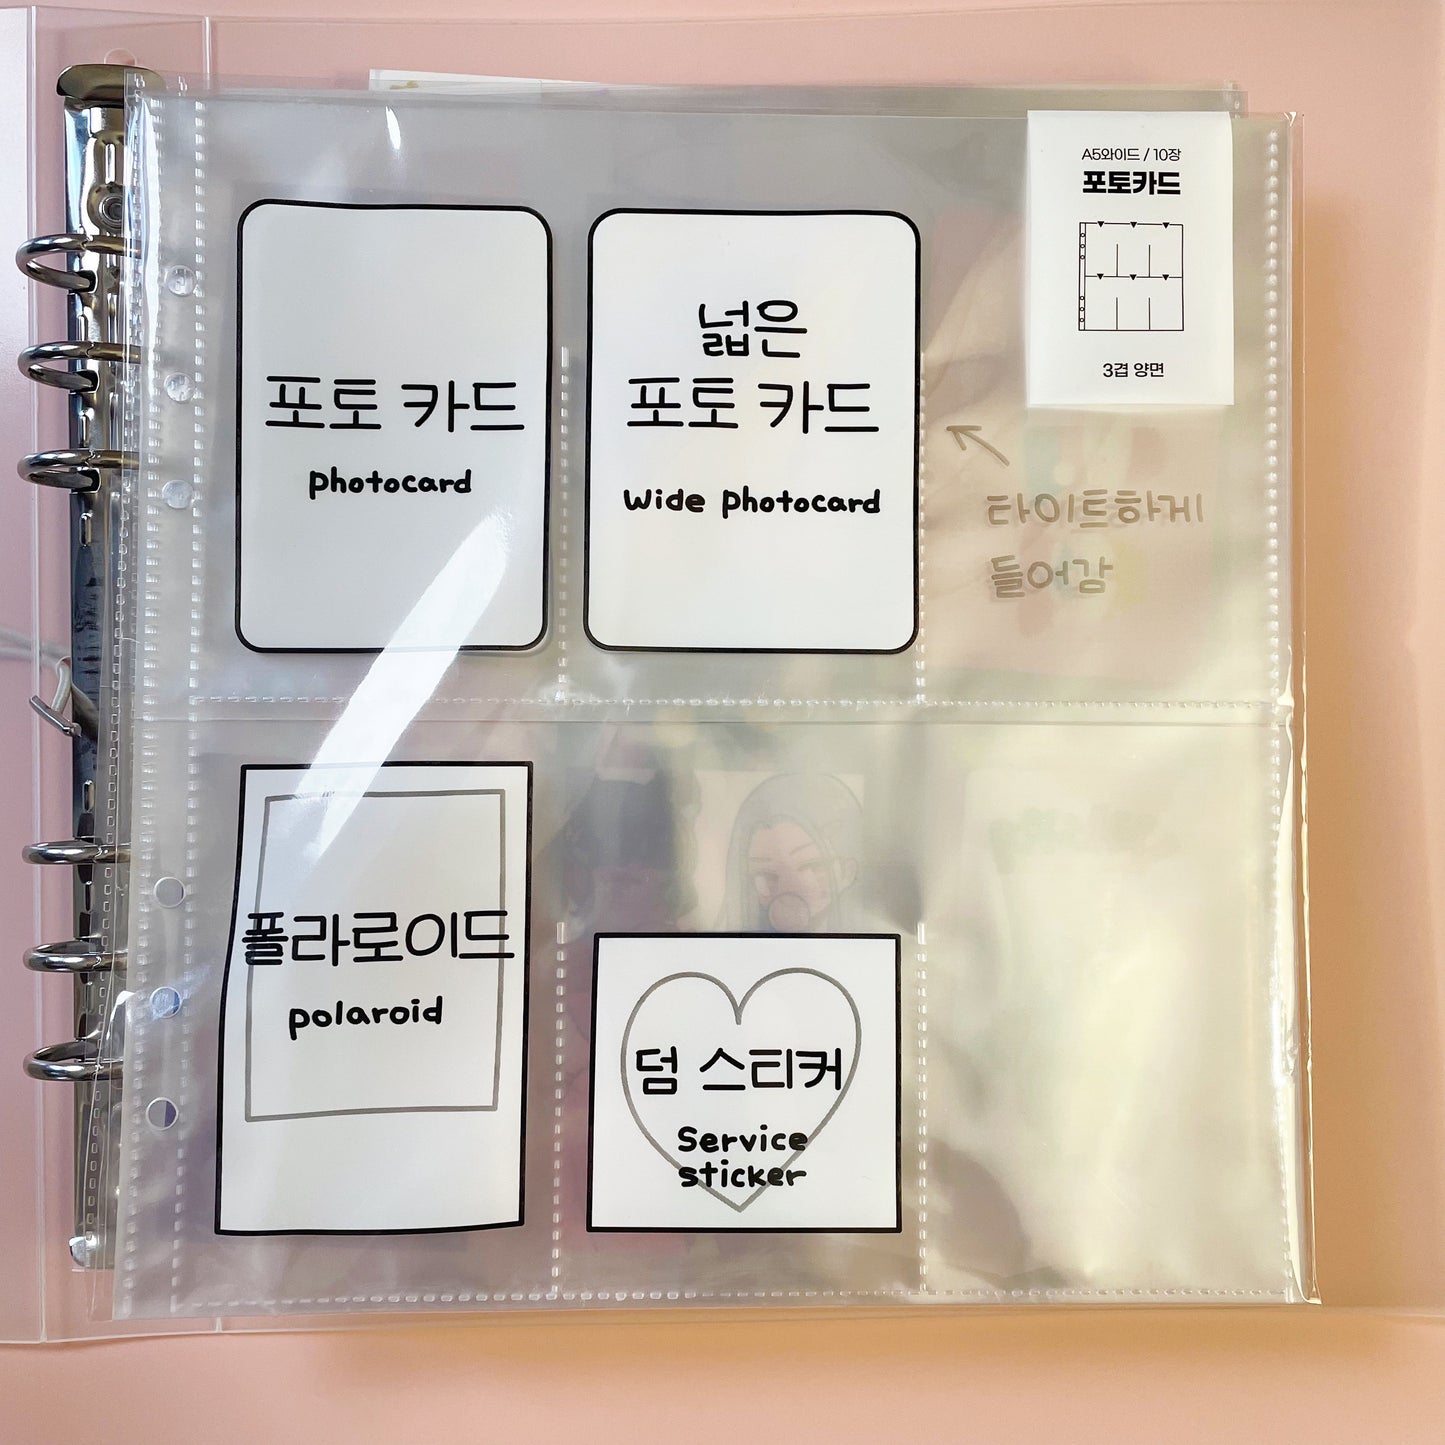 A5와이드 / 10장
포토카드
3겹 양면
포토 카드
photocard
넓은
포토 카드
wide photocard
타이트하게
들어감
폴라로이드
polaroid
덤 스티커
Service
sticker